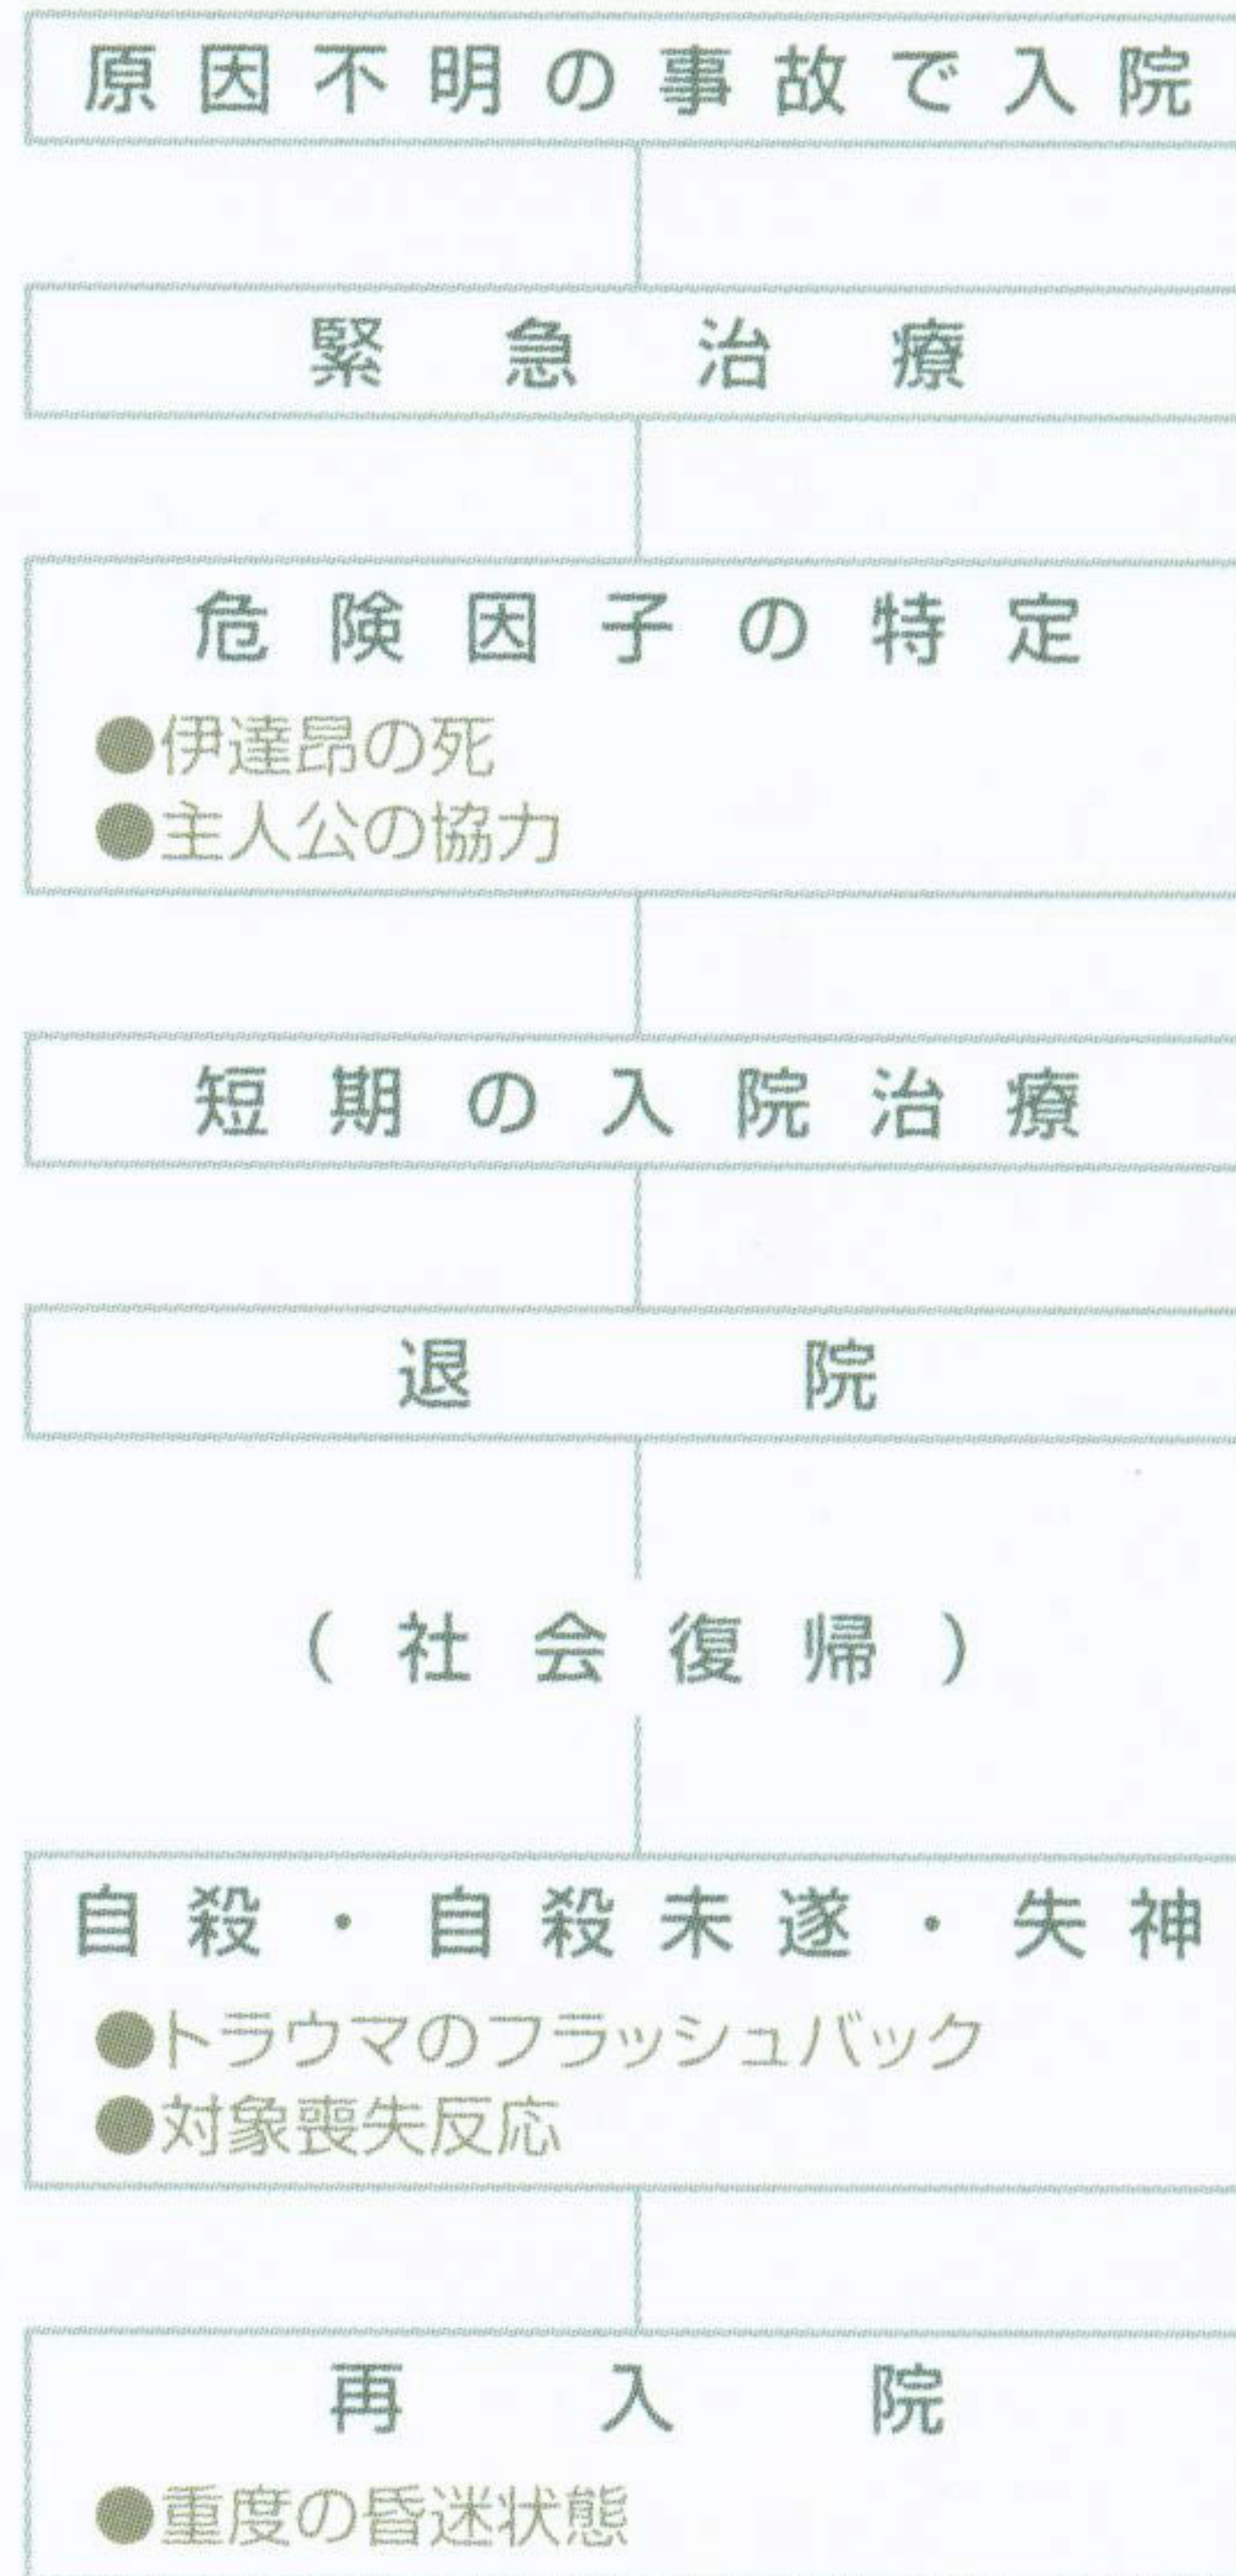 原因不明の事故で入院
緊急治療
危険因子の特定
●伊達昂の死
●主人公の協力
短期の入院治療
退院
（社会復帰）
自殺・自殺未遂・失神
●トラウマのフラッシュバック
●対象喪失反応
再入院
●重度の昏迷状態